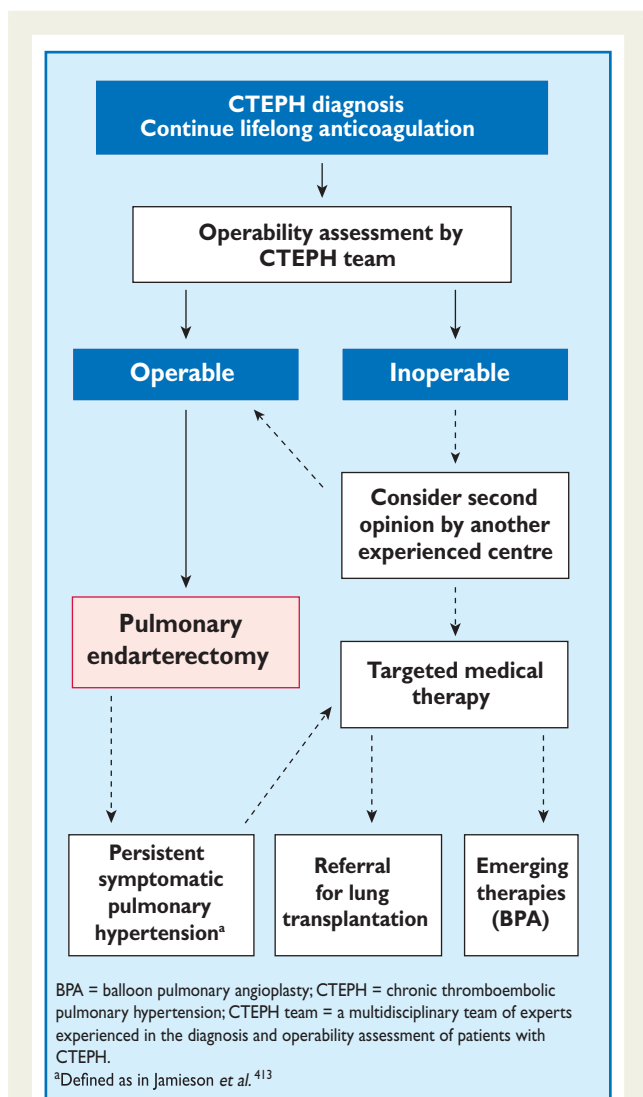 CTEPH diagnosis
Continue lifelong anticoagulation
Operability assessment by
CTEPH team
Operable
Inoperable
Consider second
opinion by another
experienced centre
Pulmonary
endarterectomy
Targeted medical
therapy
Persistent
symptomatic
pulmonary
hypertensionᵃ
Referral
for lung
transplantation
Emerging
therapies
(BPA)
BPA = balloon pulmonary angioplasty; CTEPH = chronic thromboembolic
pulmonary hypertension; CTEPH team = a multidisciplinary team of experts
experienced in the diagnosis and operability assessment of patients with
CTEPH.
ᵃDefined as in Jamieson et al.⁴¹³